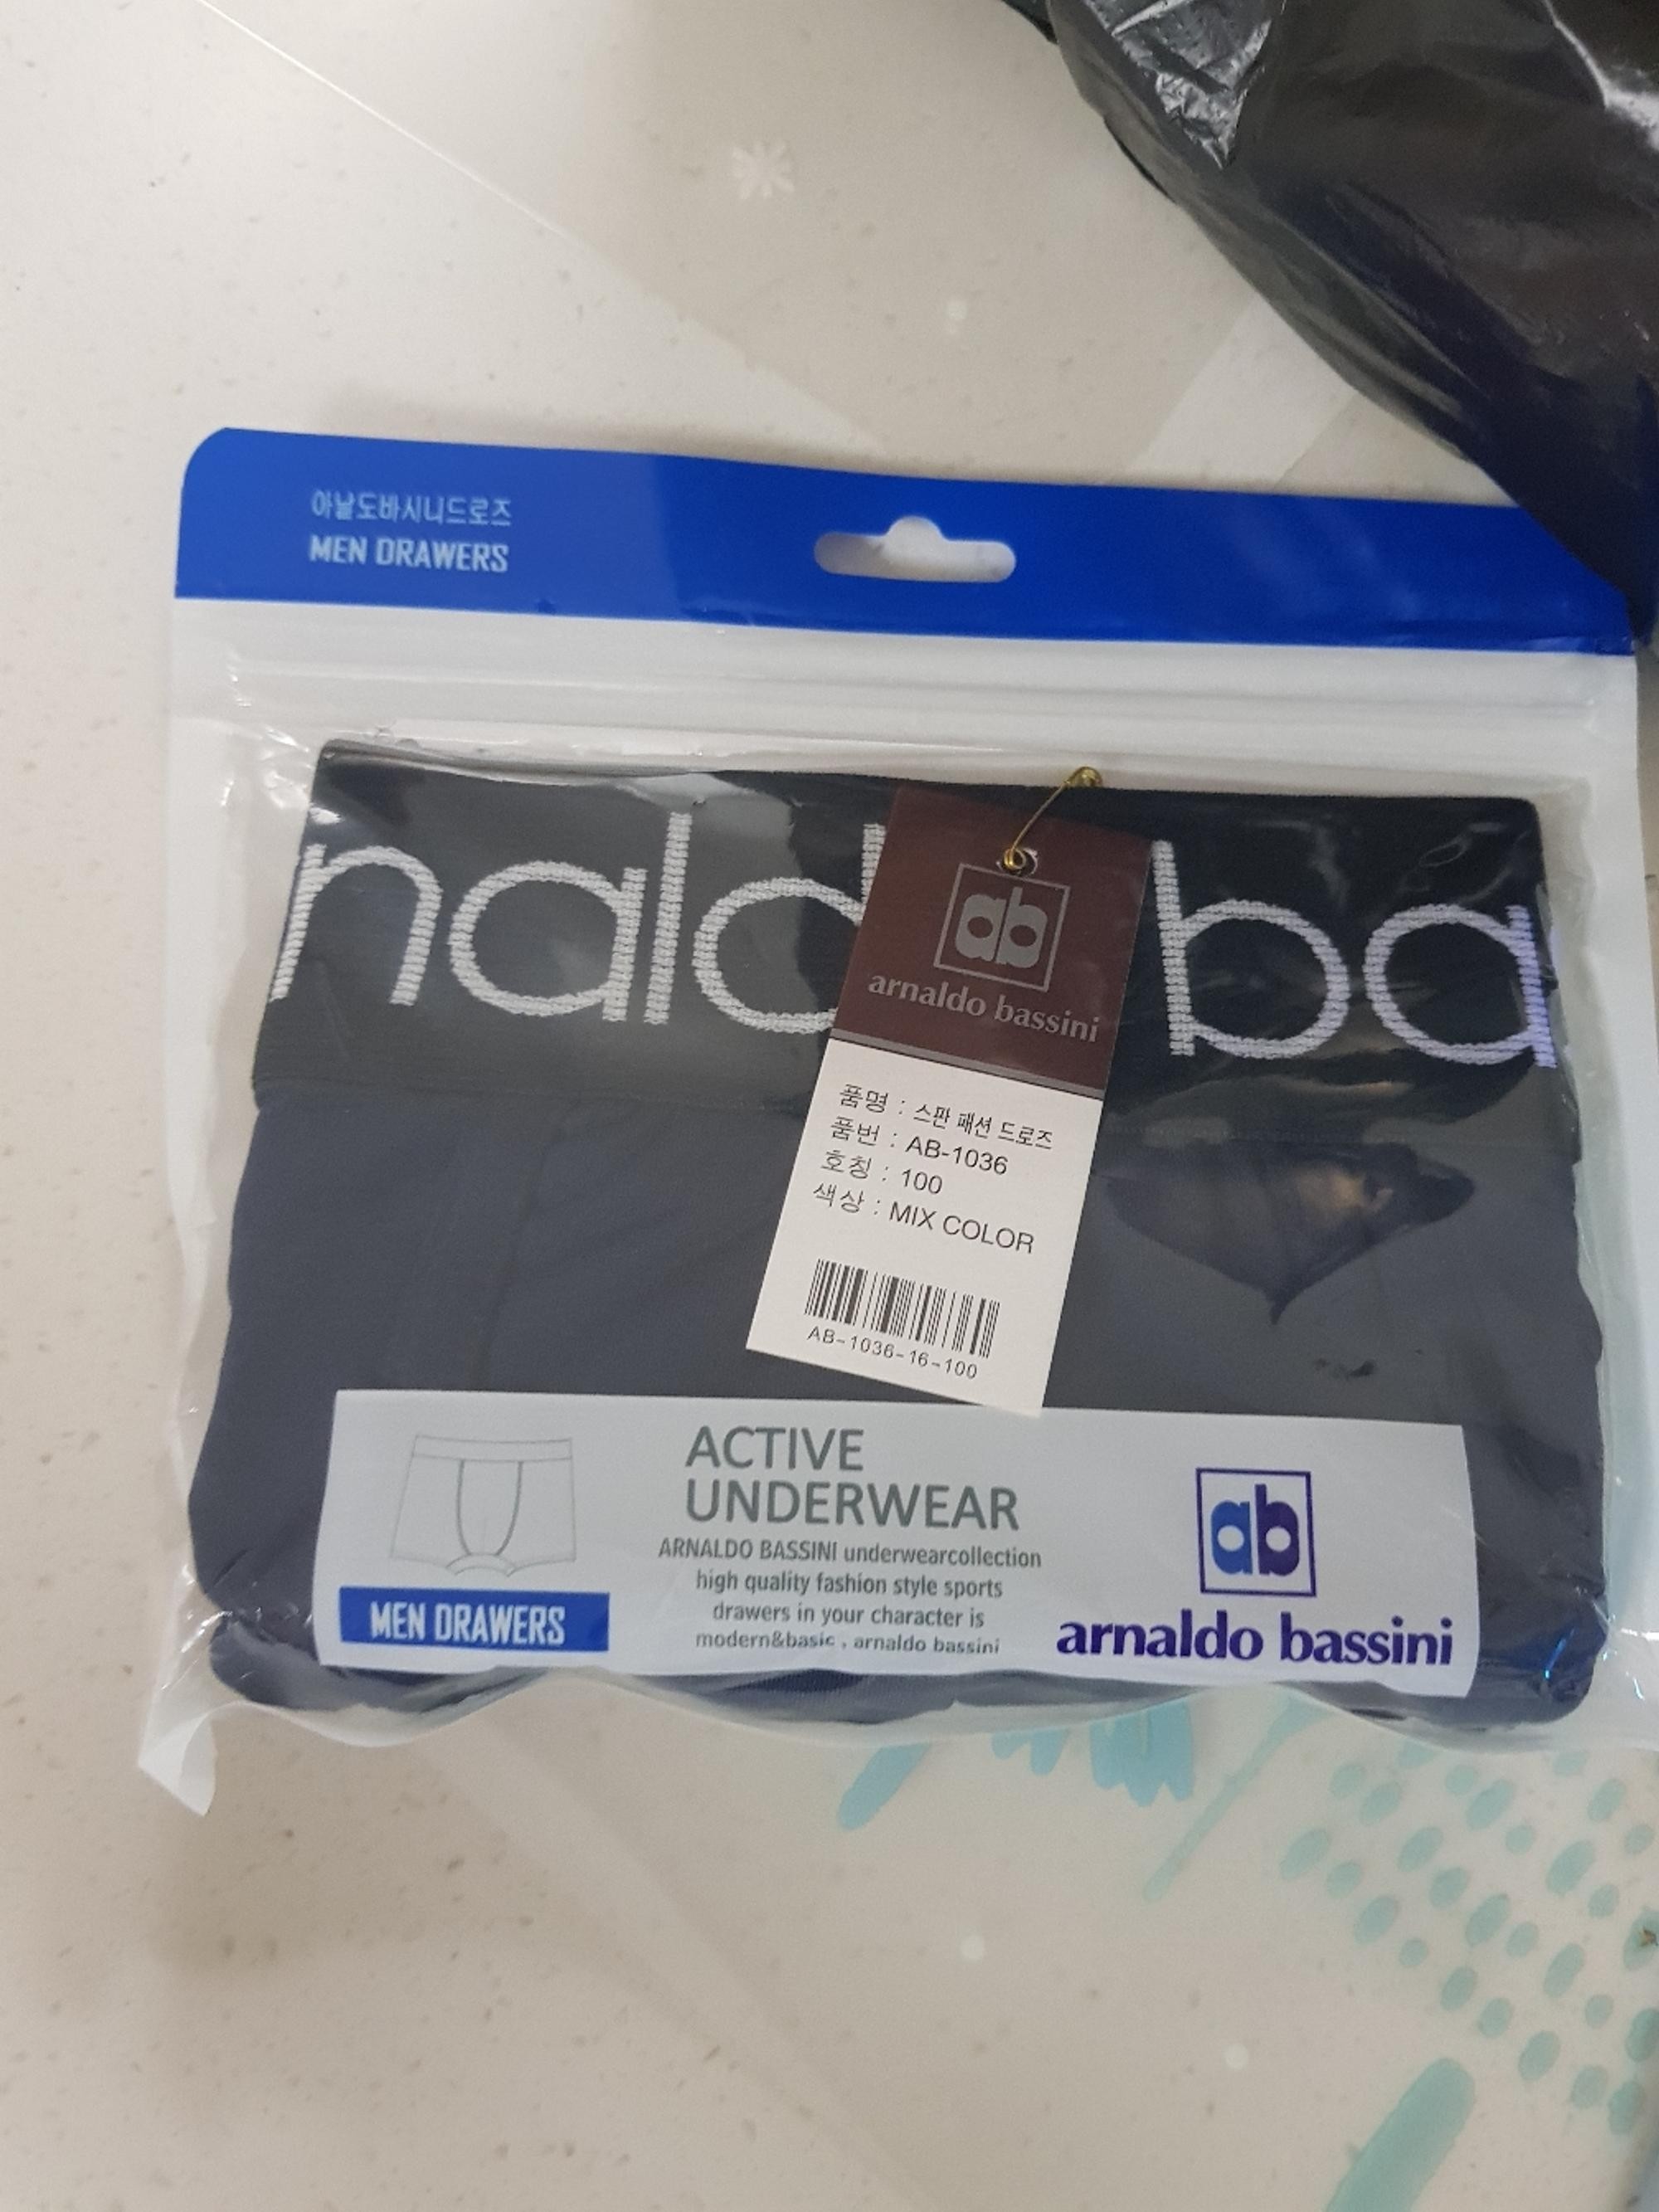 아날도바시니드로즈
MEN DRAWERS
nald
ba
ab
arnaldo bassini
품명 : 스판 패션 드로즈
품번 : AB-1036
호칭 : 100
색상 : MIX COLOR
AB-1036-16-100
ACTIVE
UNDERWEAR
ARNALDO BASSINI underwearcollection
high quality fashion style sports
drawers in your character is
modern&basic . arnaldo bassini
MEN DRAWERS
ab
arnaldo bassini